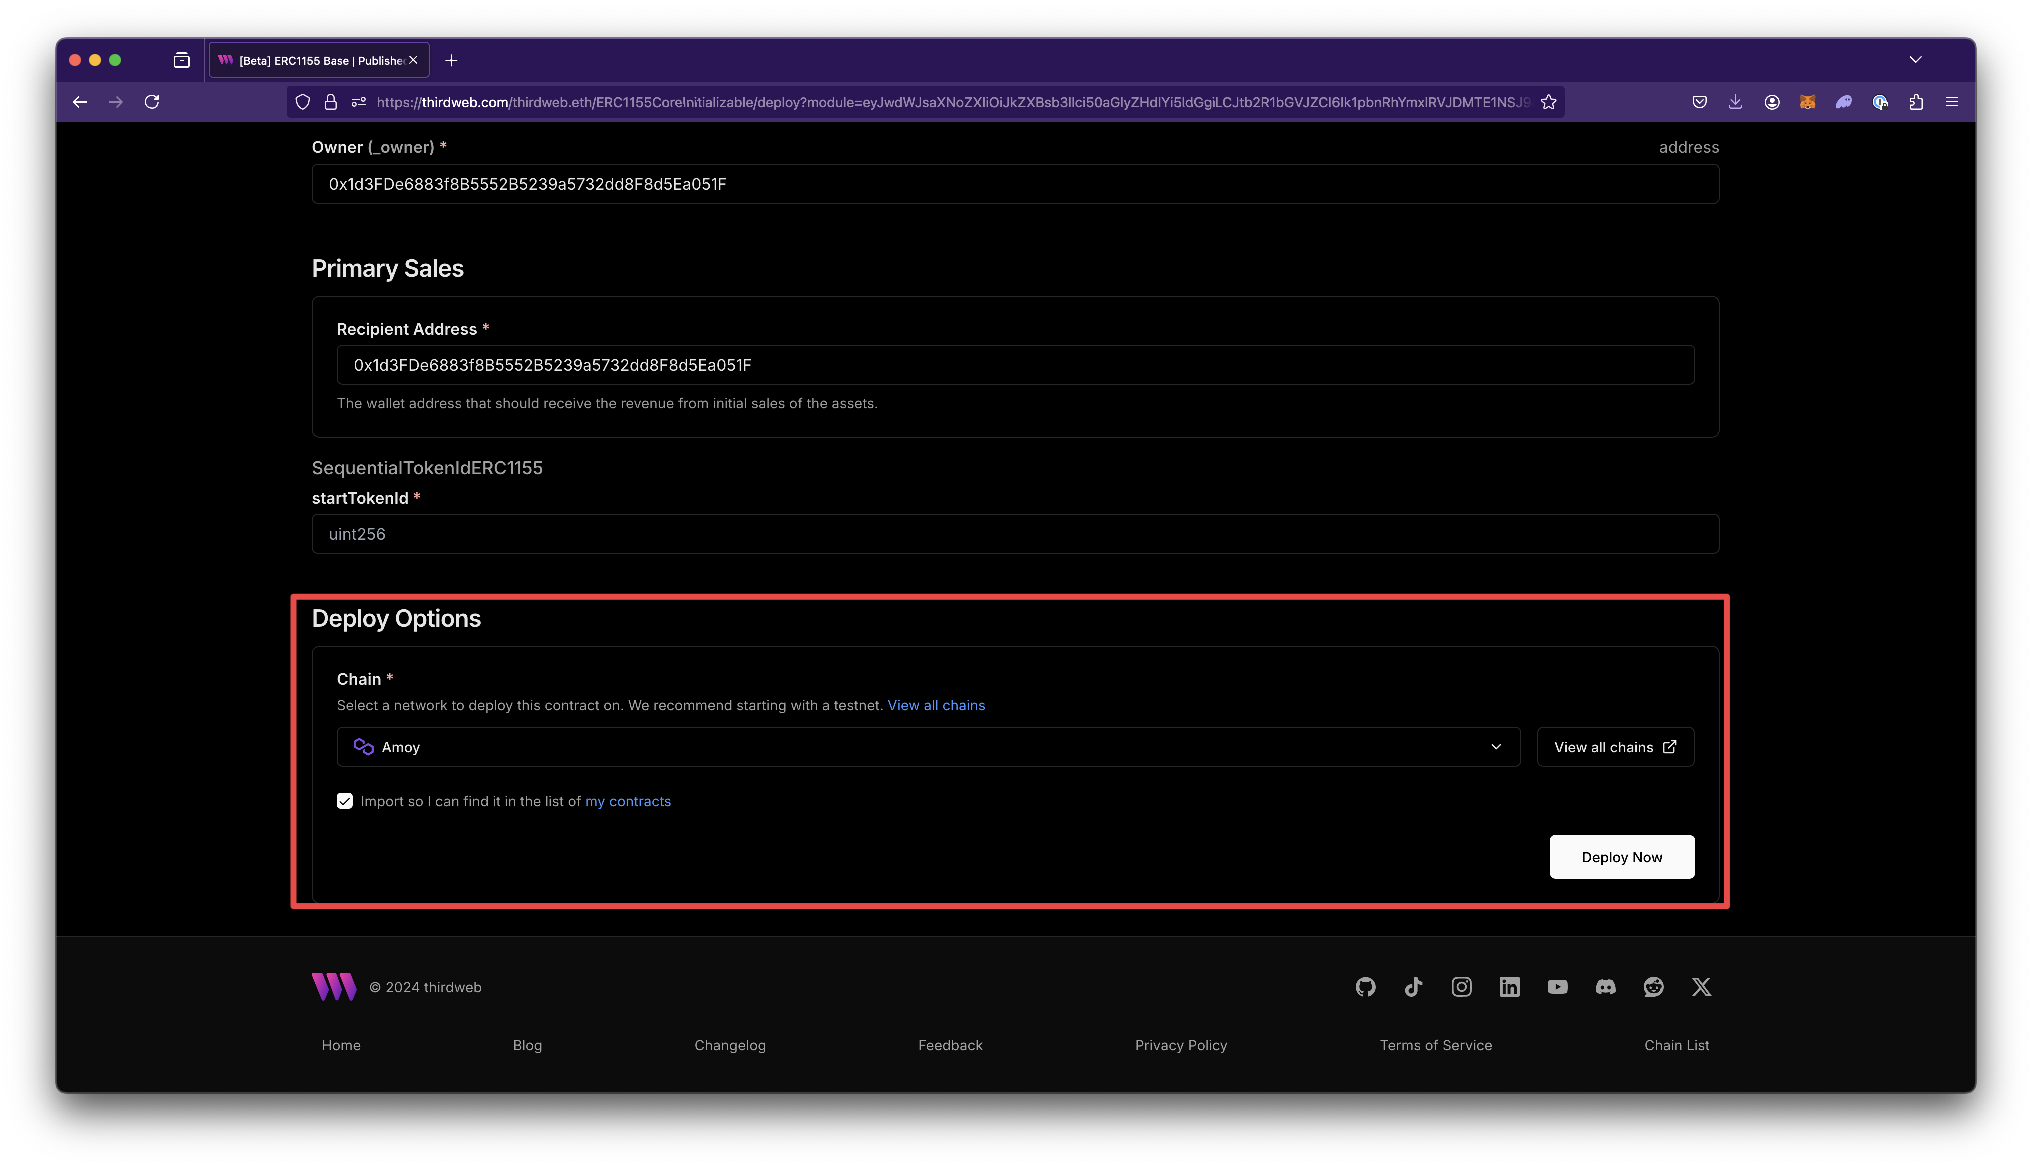 [Beta] ERC1155 Base | Publishe
https://thirdweb.com/thirdweb.eth/ERC1155CoreInitializable/deploy?module=
Owner (_owner) *
address
0x1d3FDe6883f8B5552B5239a5732dd8F8d5Ea051F
Primary Sales
Recipient Address *
0x1d3FDe6883f8B5552B5239a5732dd8F8d5Ea051F
The wallet address that should receive the revenue from initial sales of the assets.
SequentialTokenIdERC1155
startTokenId *
uint256
Deploy Options
Chain *
Select a network to deploy this contract on. We recommend starting with a testnet. View all chains
Amoy
View all chains
Import so I can find it in the list of my contracts
Deploy Now
© 2024 thirdweb
Home
Blog
Changelog
Feedback
Privacy Policy
Terms of Service
Chain List